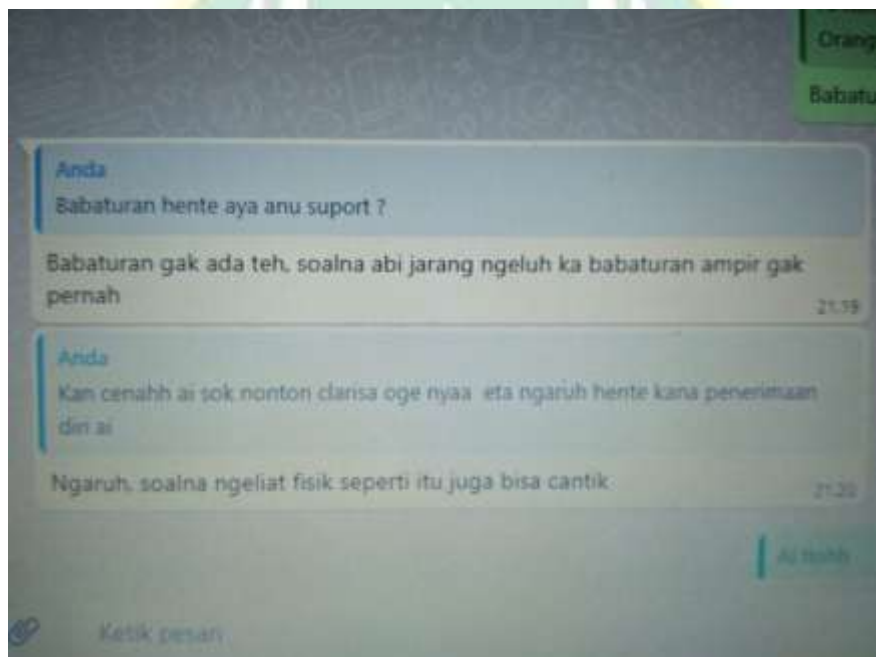 Orang
Babatu
Anda
Babaturan hente aya anu suport ?
Babaturan gak ada teh, soalna abi jarang ngeluh ka babaturan ampir gak
pernah
21.19
Anda
Kan cenahh ai sok nonton clarisa oge nyaa eta ngaruh hente kana penerimaan
diri ai
Ngaruh, soalna ngeliat fisik seperti itu juga bisa cantik
21.20
Ketik pesan